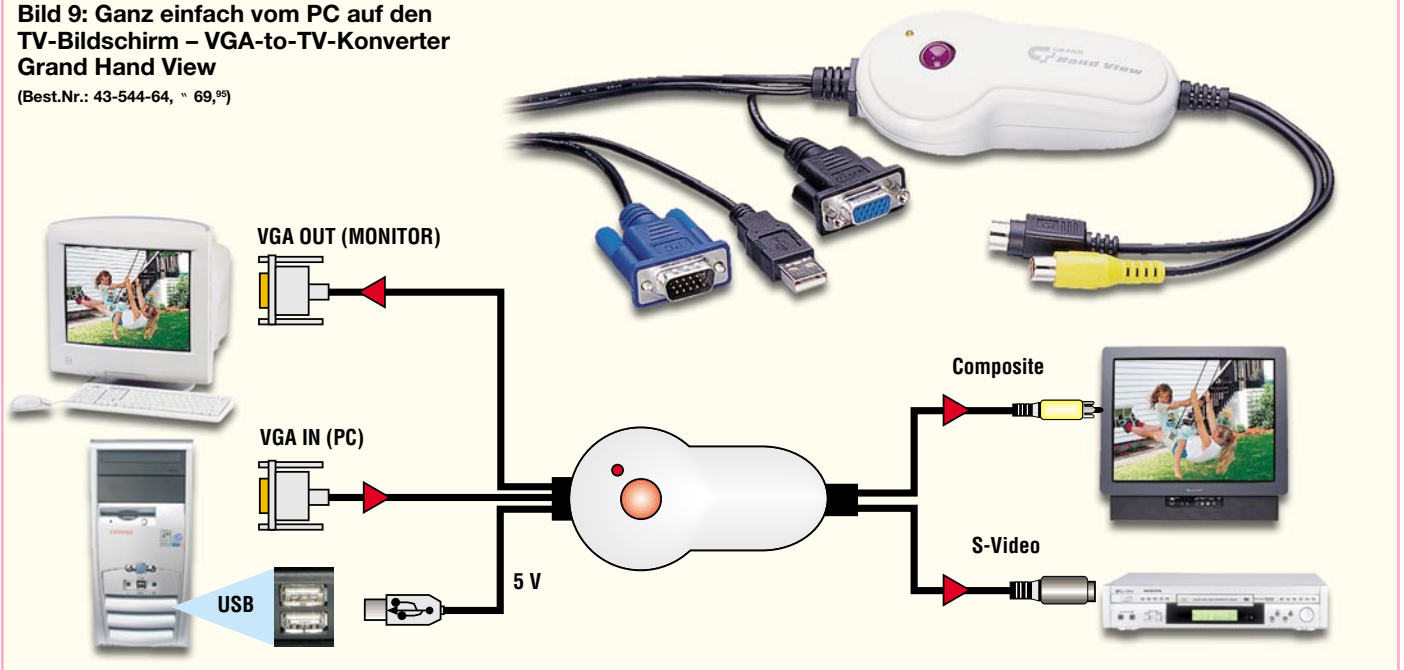 Bild 9: Ganz einfach vom PC auf den
TV-Bildschirm – VGA-to-TV-Konverter
Grand Hand View
(Best.Nr.: 43-544-64, " 69,95)
GRAND
Hand View
VGA OUT (MONITOR)
Composite
VGA IN (PC)
S-Video
5 V
USB